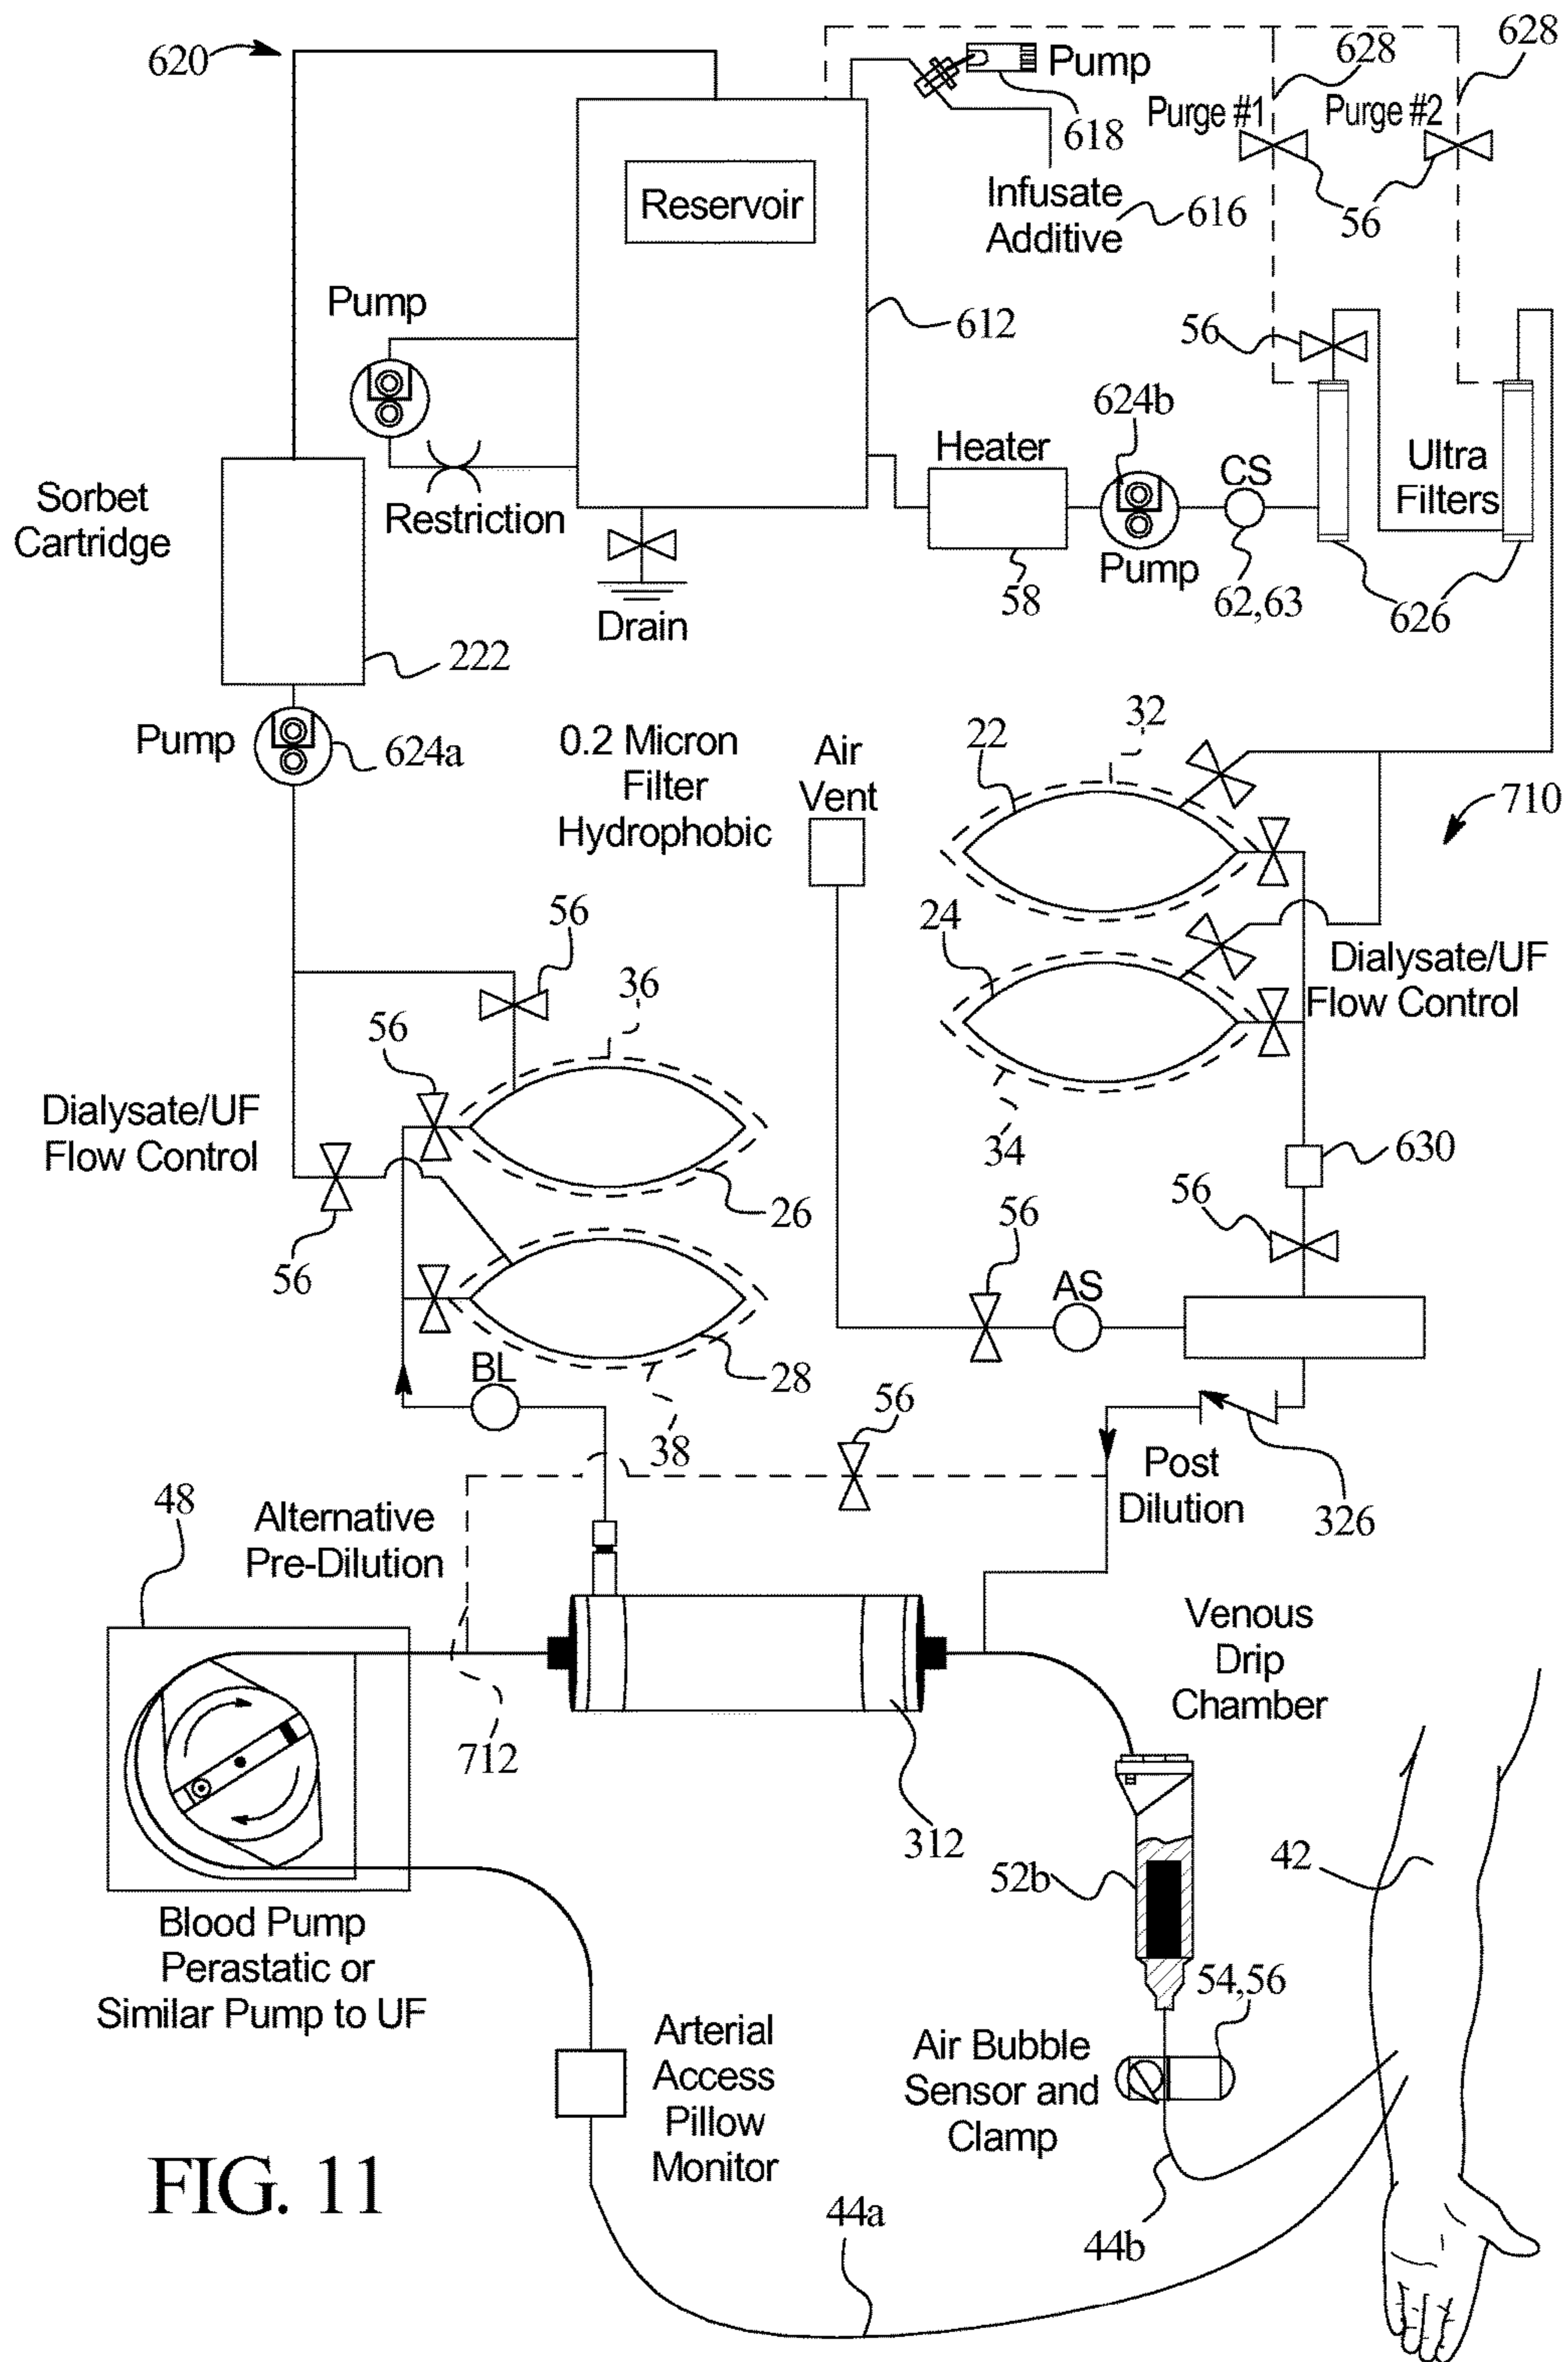 620
Pump
618
628
628
Purge #1
Purge #2
Reservoir
Infusate
Additive
616
56
Pump
612
56
624b
Heater
CS
Ultra
Filters
Sorbet
Cartridge
Restriction
58
Pump
62,63
626
Drain
222
Pump
624a
0.2 Micron
Filter
Hydrophobic
Air
Vent
22
32
710
56
24
36
56
Dialysate/UF
Flow Control
Dialysate/UF
Flow Control
34
630
26
56
56
56
AS
BL
28
56
38
Post
Dilution
326
48
Alternative
Pre-Dilution
Venous
Drip
Chamber
712
312
42
52b
Blood Pump
Perastatic or
Similar Pump to UF
54,56
Arterial
Access
Pillow
Monitor
Air Bubble
Sensor and
Clamp
FIG. 11
44a
44b